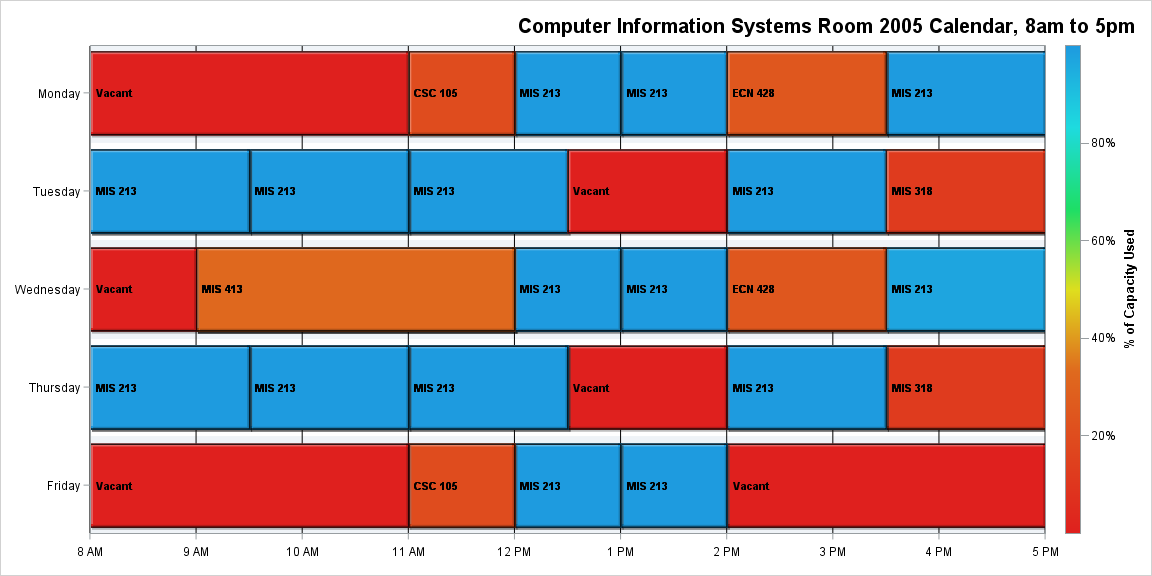 Computer Information Systems Room 2005 Calendar, 8am to 5pm
Monday
Vacant
CSC 105
MIS 213
MIS 213
ECN 428
MIS 213
Tuesday
MIS 213
MIS 213
MIS 213
Vacant
MIS 213
MIS 318
Wednesday
Vacant
MIS 413
MIS 213
MIS 213
ECN 428
MIS 213
Thursday
MIS 213
MIS 213
MIS 213
Vacant
MIS 213
MIS 318
Friday
Vacant
CSC 105
MIS 213
MIS 213
Vacant
8 AM
9 AM
10 AM
11 AM
12 PM
1 PM
2 PM
3 PM
4 PM
5 PM
80%
60%
40%
20%
% of Capacity Used